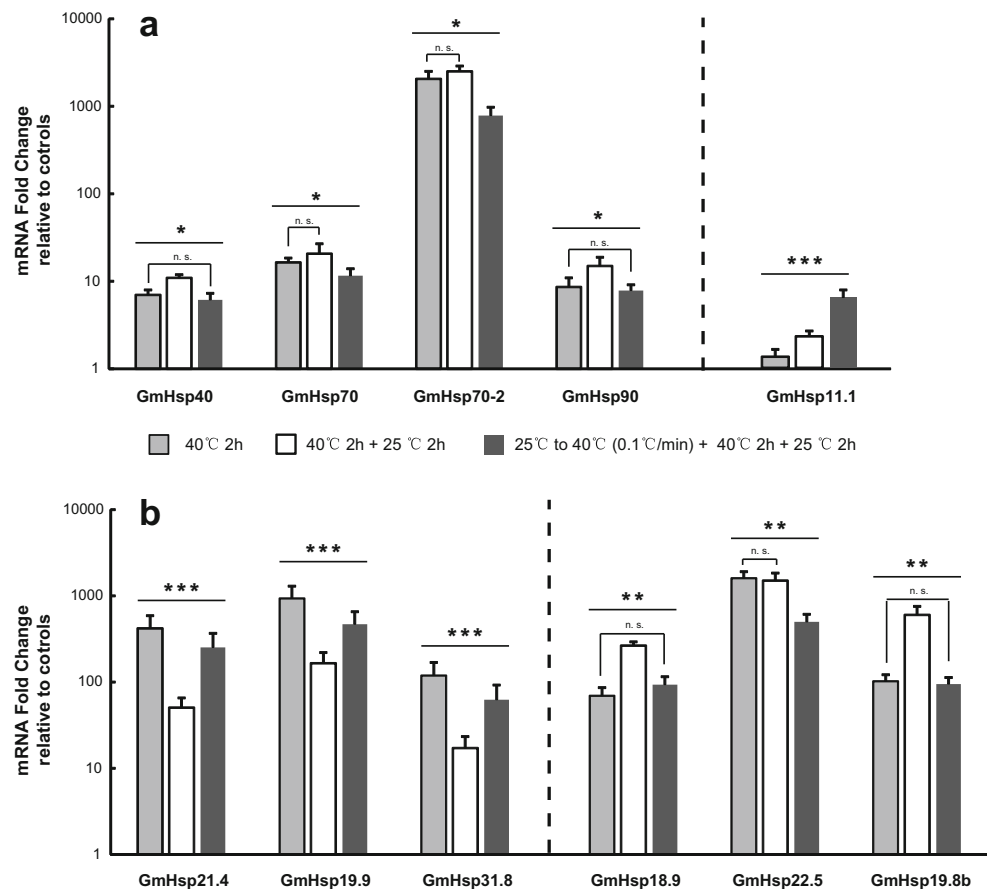 a
mRNA Fold Change
relative to cotrols
10000
1000
100
10
1
*
n. s.
*
n. s.
*
n. s.
*
n. s.
***
GmHsp40 GmHsp70 GmHsp70-2 GmHsp90 GmHsp11.1
40℃ 2h 40℃ 2h + 25 ℃ 2h 25℃ to 40℃ (0.1℃/min) + 40℃ 2h + 25 ℃ 2h
b
mRNA Fold Change
relative to cotrols
10000
1000
100
10
1
***
***
***
**
n. s.
**
n. s.
**
n. s.
GmHsp21.4 GmHsp19.9 GmHsp31.8 GmHsp18.9 GmHsp22.5 GmHsp19.8b